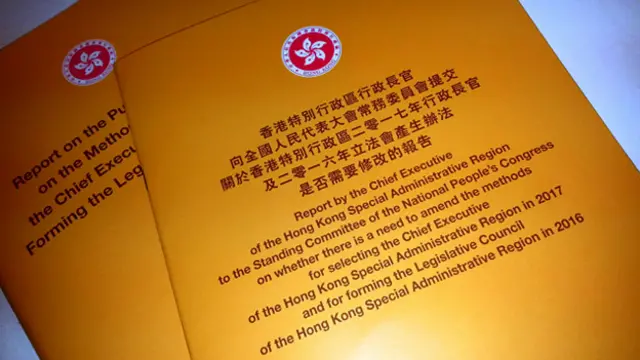 Report on the
on the
the Chief
Forming the
香港特別行政區行政長官
向全國人民代表大會常務委員會提交
關於香港特別行政區二零一七年行政長官
及二零一六年立法會產生辦法
是否需要修改的報告
Report by the Chief Executive
of the Hong Kong Special Administrative Region
to the Standing Committee of the National People's Congress
on whether there is a need to amend the methods
for selecting the Chief Executive
of the Hong Kong Special Administrative Region in 2017
and for forming the Legislative Council
of the Hong Kong Special Administrative Region in 2016